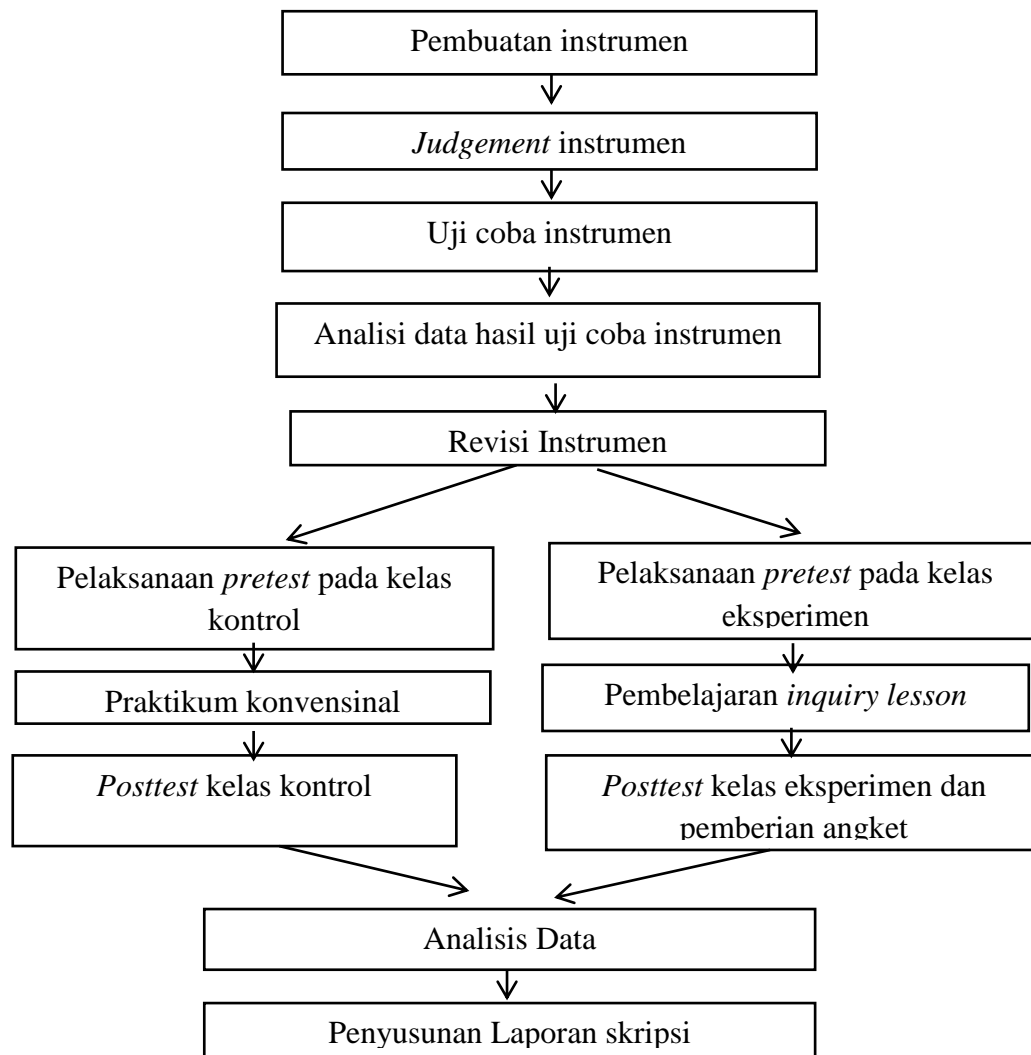 Pembuatan instrumen
Judgement instrumen
Uji coba instrumen
Analisi data hasil uji coba instrumen
Revisi Instrumen
Pelaksanaan pretest pada kelas
kontrol
Pelaksanaan pretest pada kelas
eksperimen
Praktikum konvensinal
Pembelajaran inquiry lesson
Posttest kelas kontrol
Posttest kelas eksperimen dan
pemberian angket
Analisis Data
Penyusunan Laporan skripsi